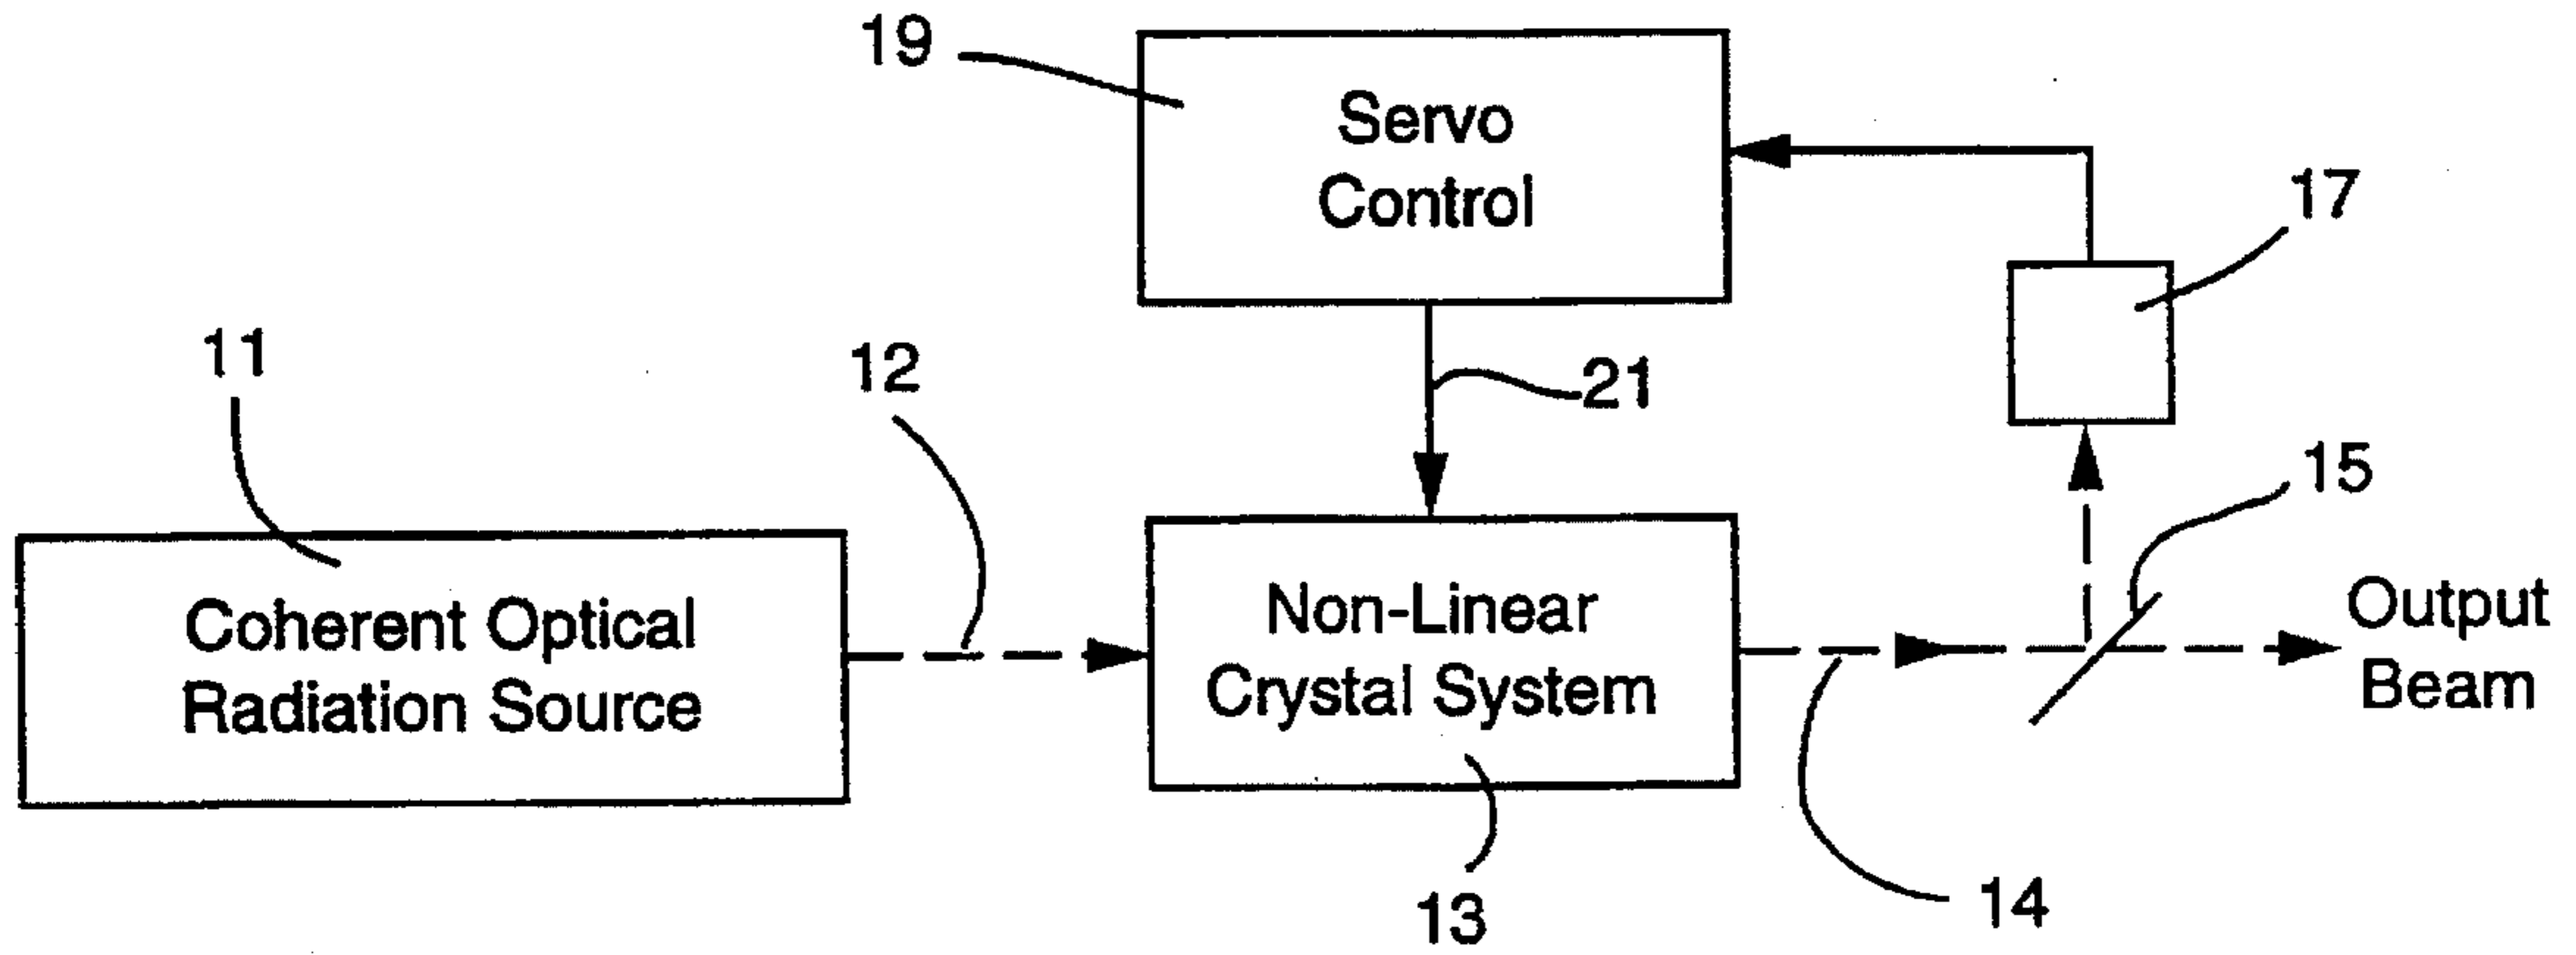 19
Servo
Control
17
11
12
21
15
Coherent Optical
Radiation Source
Non-Linear
Crystal System
Output
Beam
13
14